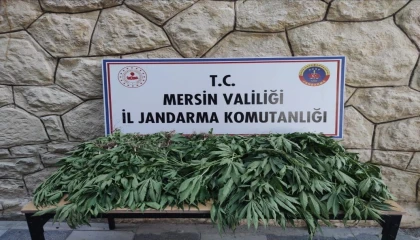 T.C.
MERSİN VALİLİĞİ
İL JANDARMA KOMUTANLIĞI